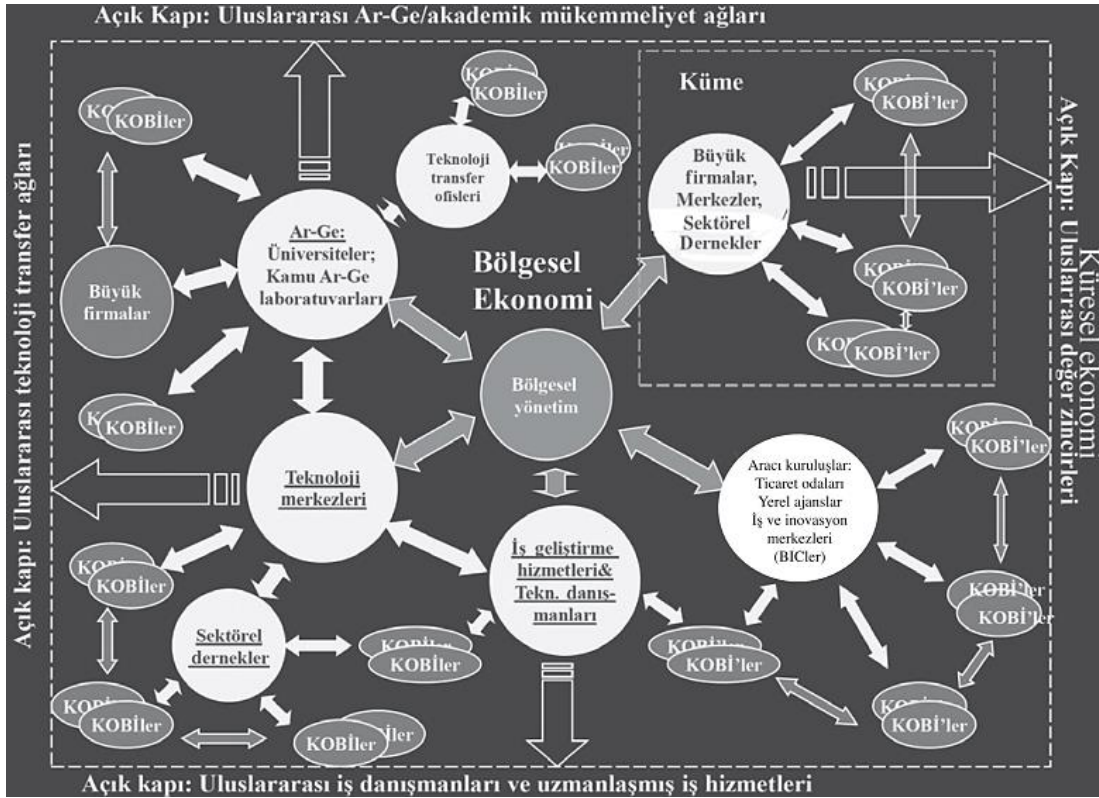 Açık Kapı: Uluslararası Ar-Ge/akademik mükemmeliyet ağları
Açık kapı: Uluslararası teknoloji transfer ağları
KOBİler
Büyük
firmalar
KOBİler
Ar-Ge:
Üniversiteler;
Kamu Ar-Ge
laboratuvarları
Teknoloji
transfer
ofisleri
KOBİler
KOBİler
KOBİler
Bölgesel
Ekonomi
Küme
Büyük
firmalar,
Merkezler,
Sektörel
Dernekler
KOBİ'ler
KOBİ'ler
KOBİ'ler
Açık Kapı: Uluslarrası değer zincirleri
Küresel ekonomi
Bölgesel
yönetim
Teknoloji
merkezleri
KOBİler
Sektörel
dernekler
KOBİler
KOBİler
KOBİler
KOBİler
İş geliştirme
hizmetleri&
Tekn. danış-
manları
Aracı kuruluşlar:
Ticaret odaları
Yerel ajanslar
İş ve inovasyon
merkezleri
(BICler)
KOBİ'ler
KOBİ'ler
KOBİler
KOBİler
KOBİ'ler
KOBİ'ler
Açık kapı: Uluslararası iş danışmanları ve uzmanlaşmış iş hizmetleri